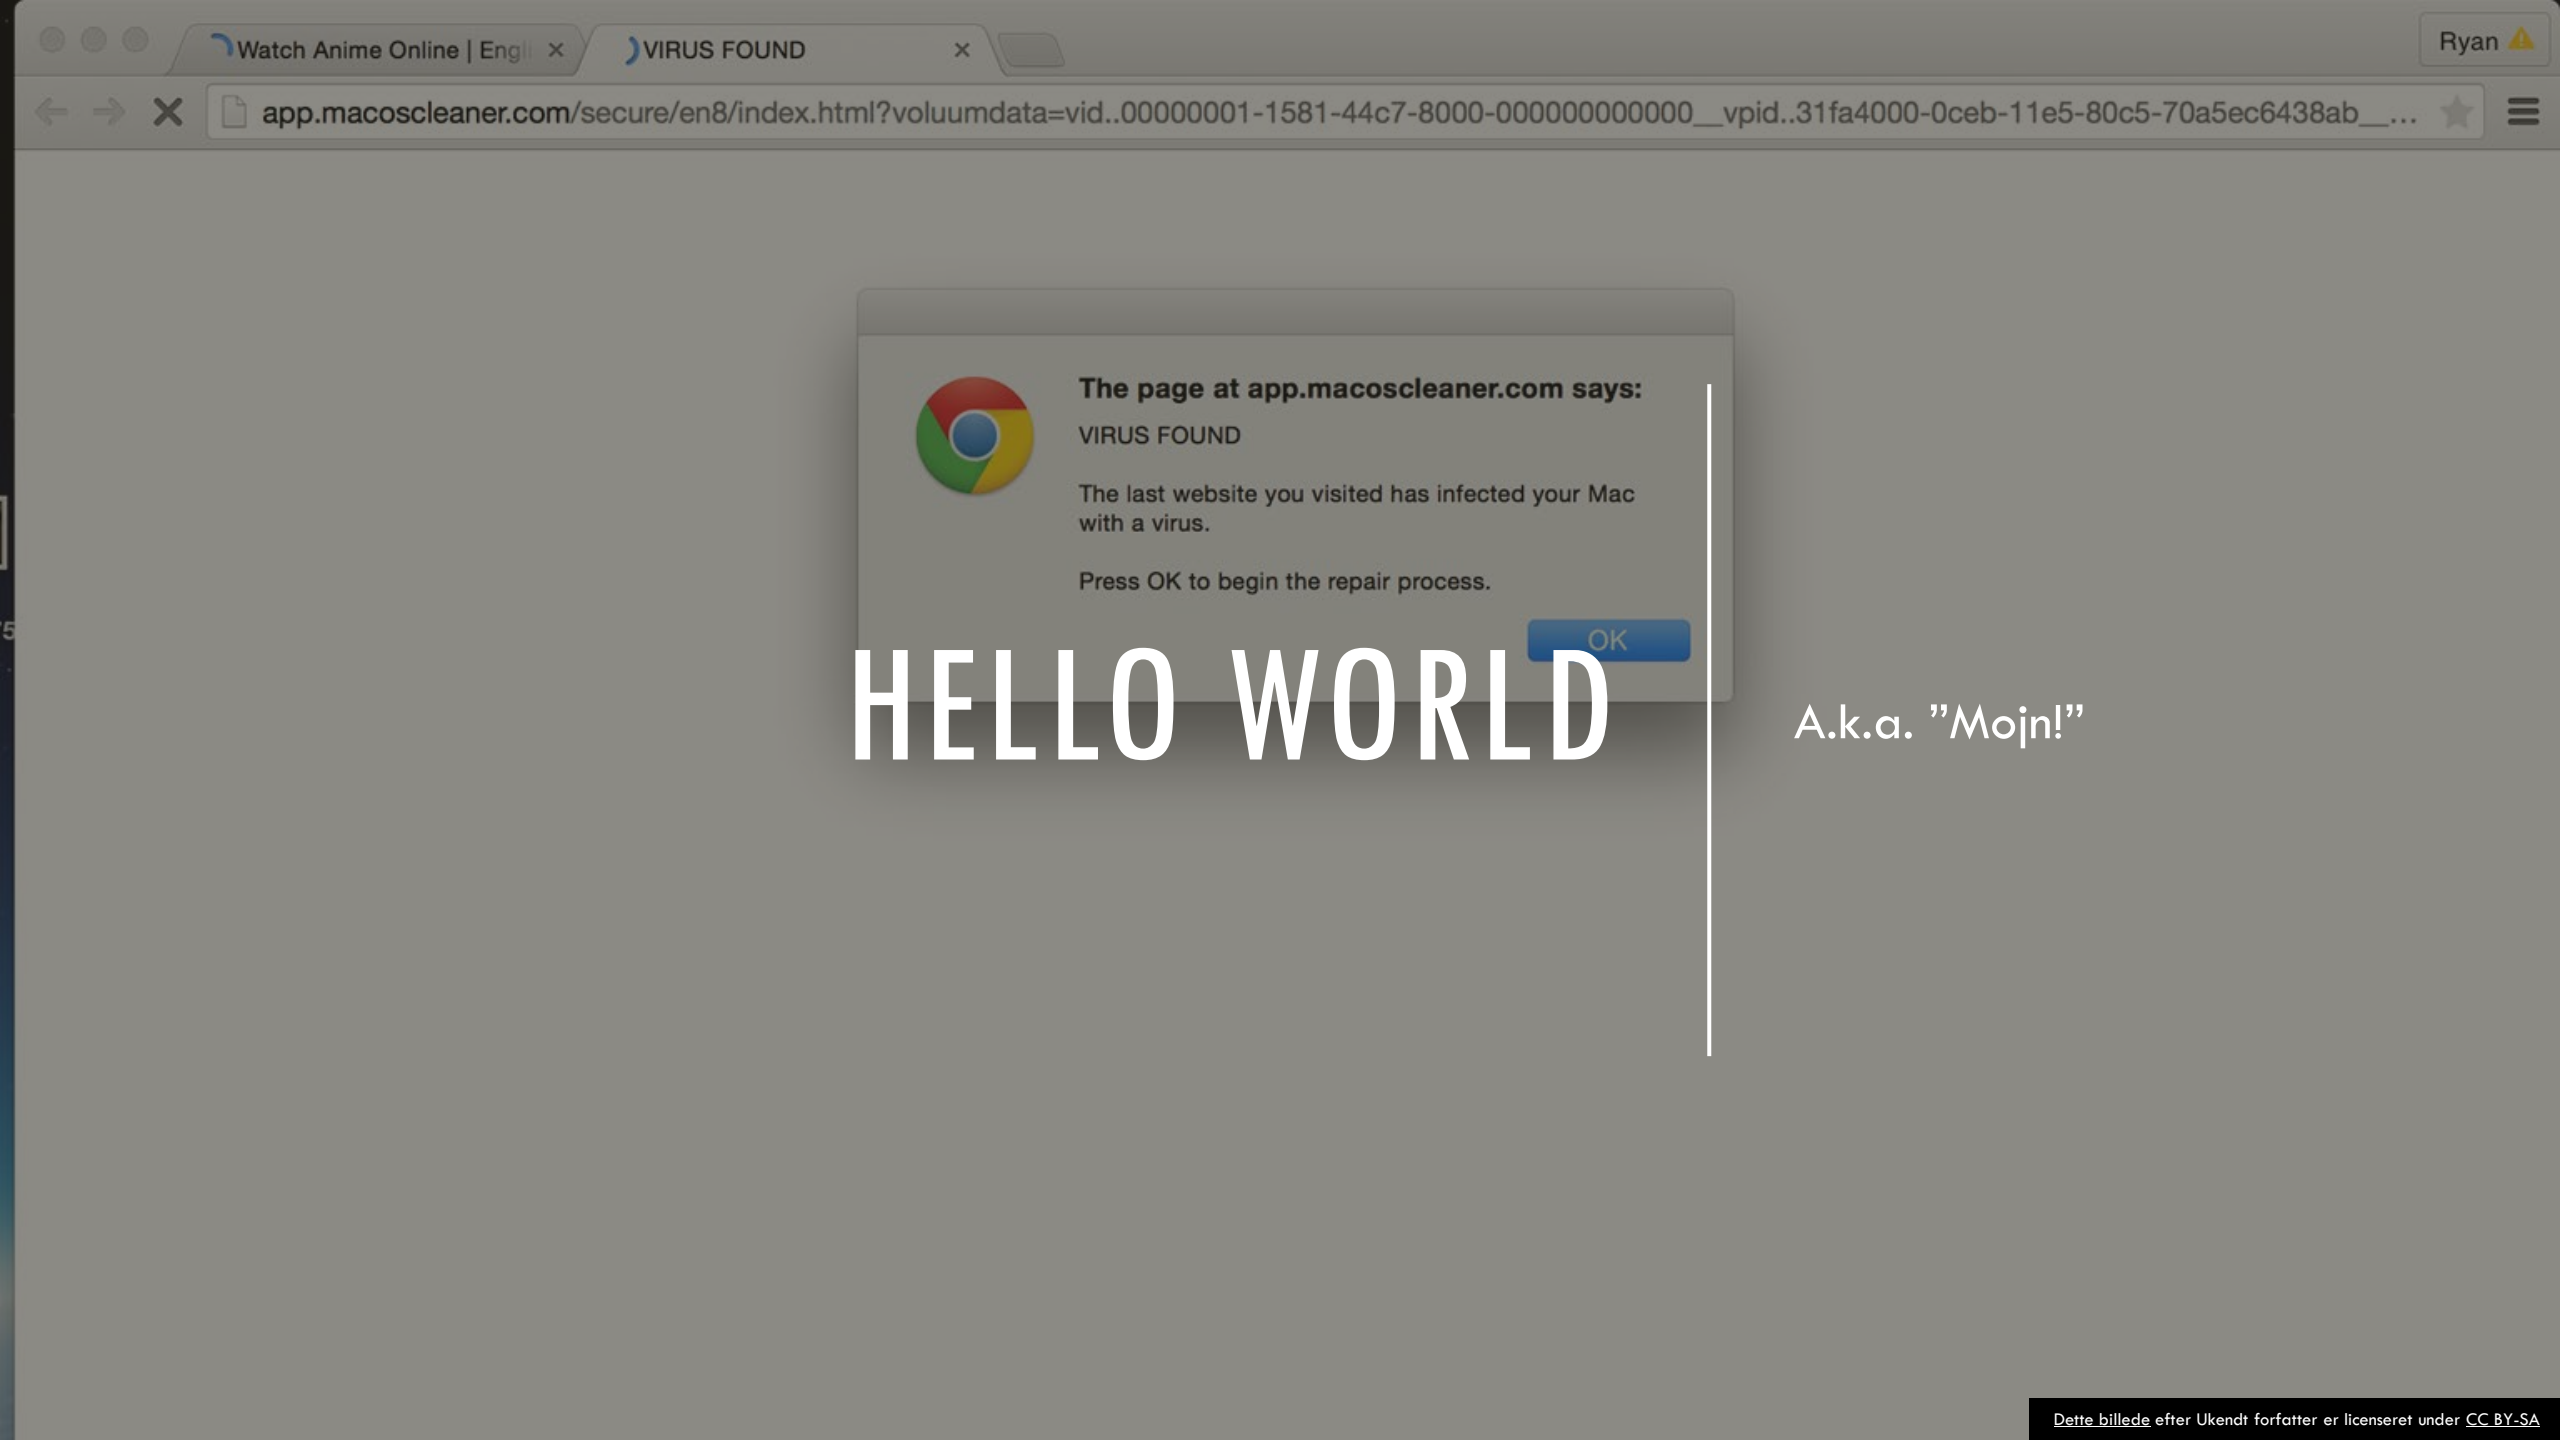 Watch Anime Online | Engli
VIRUS FOUND
Ryan
app.macoscleaner.com/secure/en8/index.html?voluumdata=vid..00000001-1581-44c7-8000-000000000000__vpid..31fa4000-0ceb-11e5-80c5-70a5ec6438ab__...
The page at app.macoscleaner.com says:
VIRUS FOUND
The last website you visited has infected your Mac
with a virus.
Press OK to begin the repair process.
OK
75
HELLO WORLD
A.k.a. ”Mojn!”
Dette billede efter Ukendt forfatter er licenseret under CC BY-SA